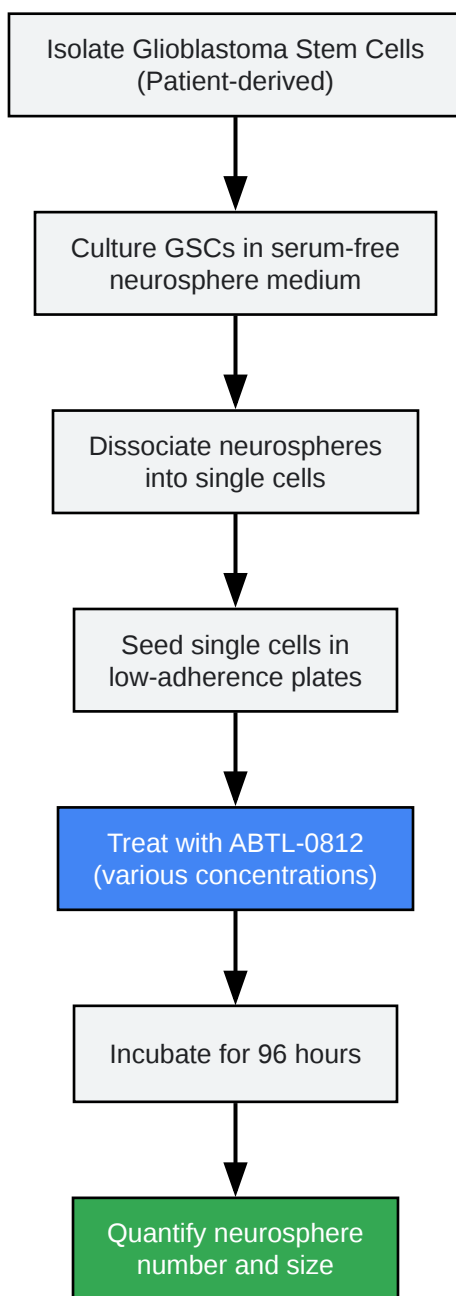 Isolate Glioblastoma Stem Cells
(Patient-derived)
Culture GSCs in serum-free
neurosphere medium
Dissociate neurospheres
into single cells
Seed single cells in
low-adherence plates
Treat with ABTL-0812
(various concentrations)
Incubate for 96 hours
Quantify neurosphere
number and size